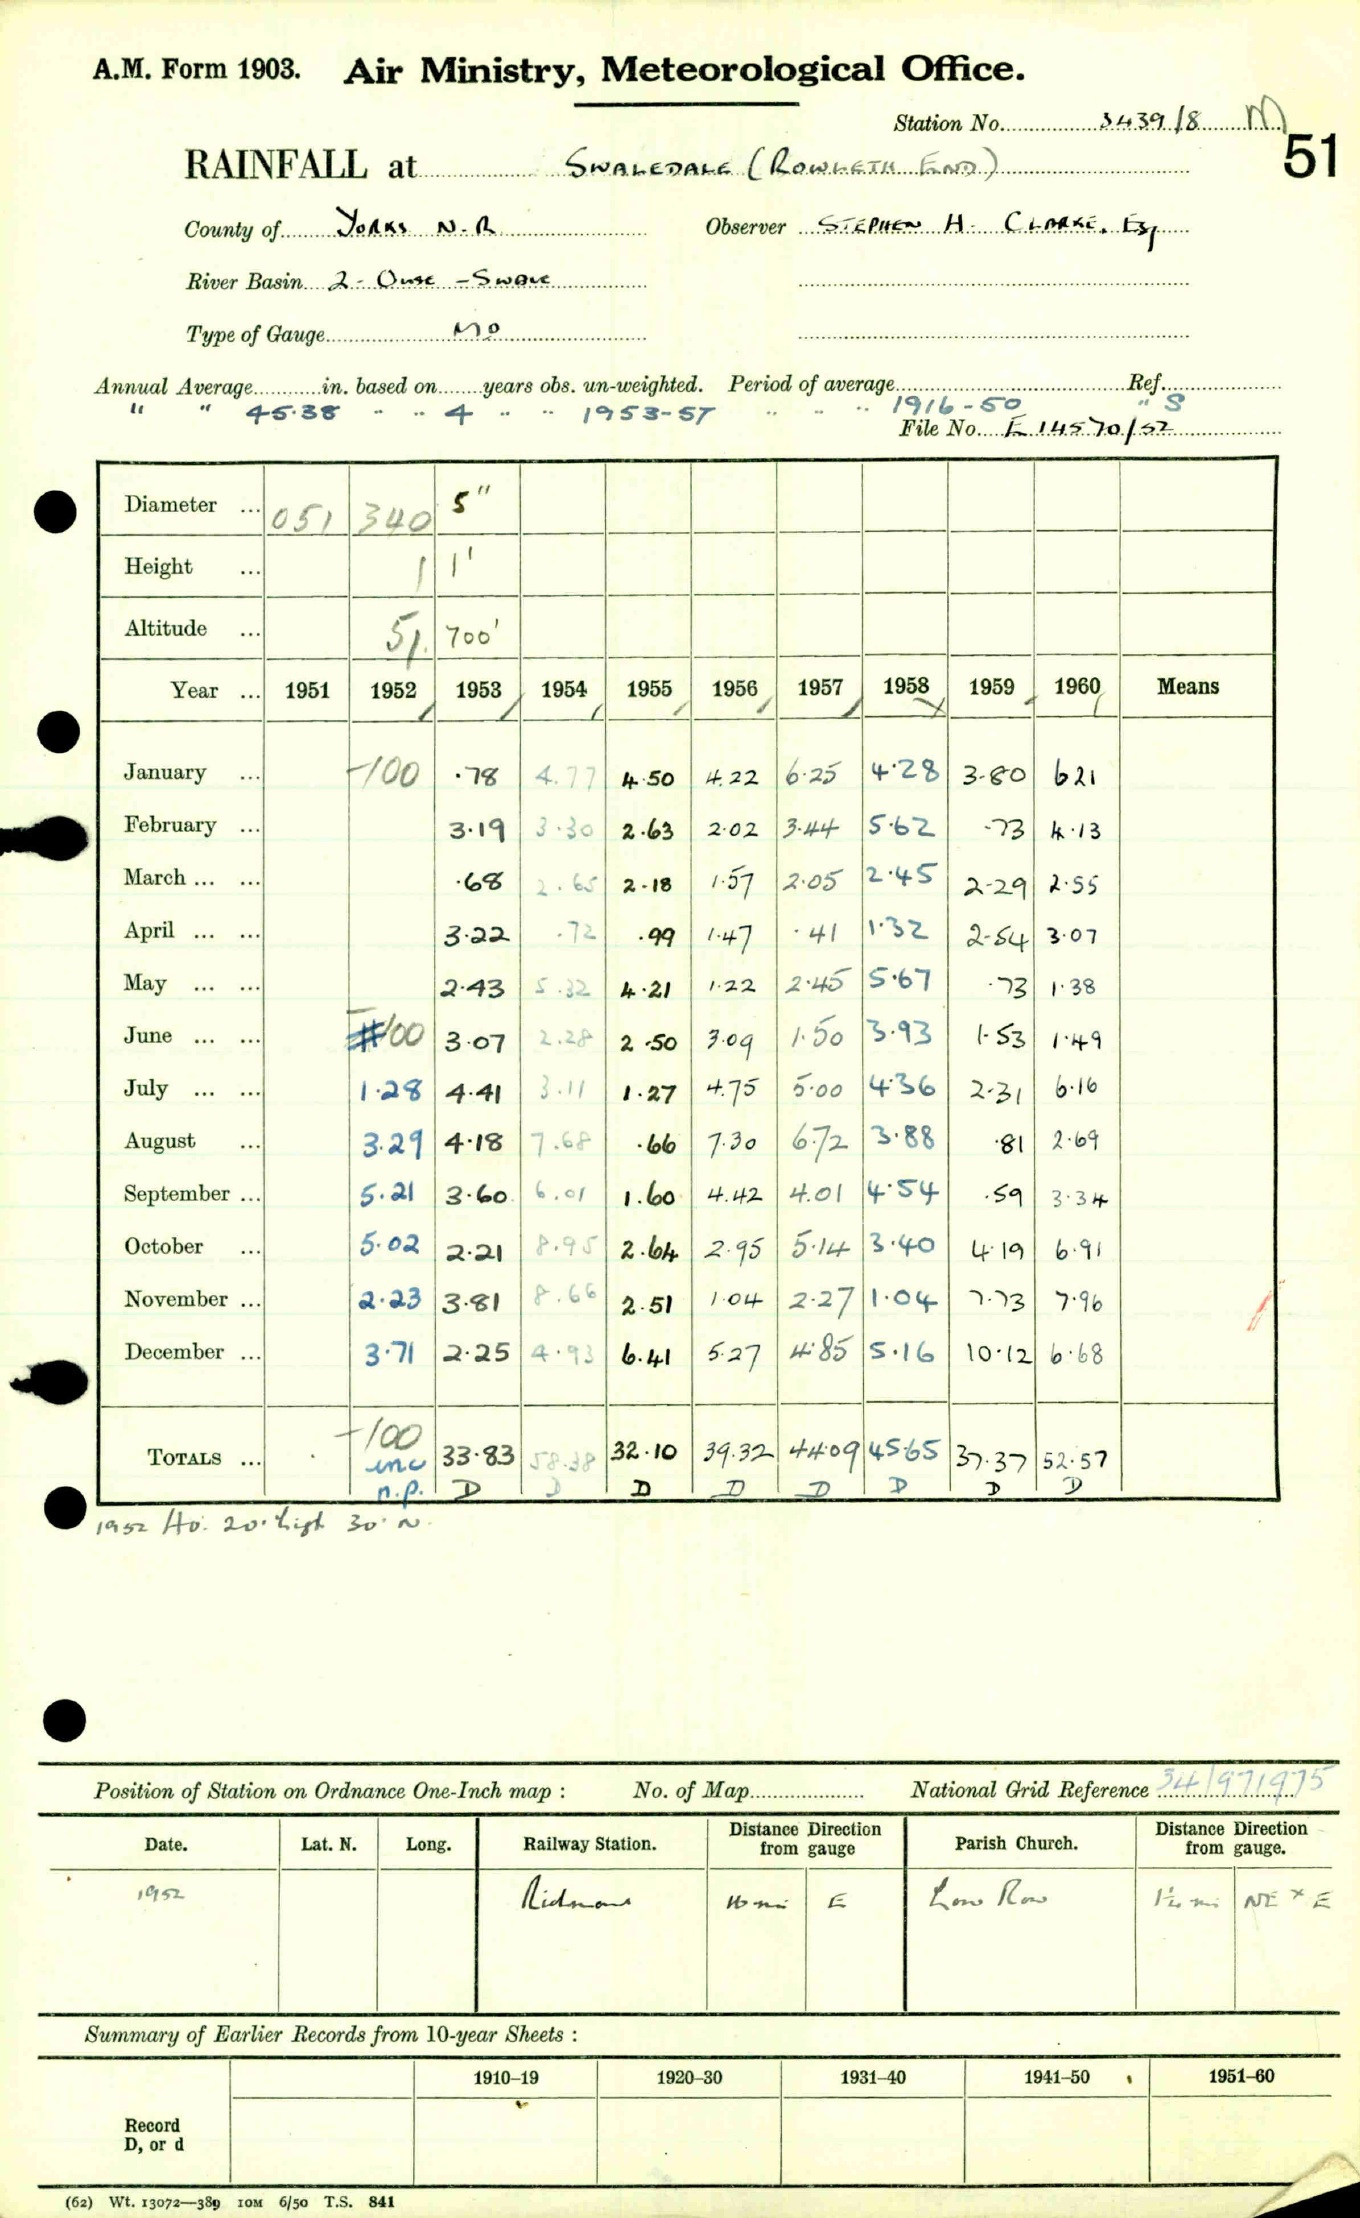 A.M. Form 1903. Air Ministry, Meteorological Office.
Station No. 3439/8 M
51
RAINFALL at SWALEDALE (ROWLETH END)
County of YORKS N.R Observer STEPHEN H. CLARKE, Esq
River Basin 2 - Ouse - Swale
Type of Gauge MO
Annual Average in. based on years obs. un-weighted. Period of average Ref.
" " 45.38 " " 4 " " 1953-57 " " " 1916-50 " S
File No. E 14570/52
Diameter ... 051 340 5"
Height ... 1 1'
Altitude ... 51. 700'
Year ... 1951 1952 1953 1954 1955 1956 1957 1958 1959 1960 Means
January ... -100 .78 4.77 4.50 4.22 6.25 4.28 3.80 6 21
February ... 3.19 3.30 2.63 2.02 3.44 5.62 .73 4.13
March ... ... .68 2.65 2.18 1.57 2.05 2.45 2.29 2.55
April ... ... 3.22 .72 .99 1.47 .41 1.32 2.54 3.07
May ... ... 2.43 5.32 4.21 1.22 2.45 5.67 .73 1.38
June ... ... -100 3.07 2.28 2.50 3.09 1.50 3.93 1.53 1.49
July ... ... 1.28 4.41 3.11 1.27 4.75 5.00 4.36 2.31 6.16
August ... 3.29 4.18 7.68 .66 7.30 6.72 3.88 .81 2.69
September ... 5.21 3.60 6.01 1.60 4.42 4.01 4.54 .59 3.34
October ... 5.02 2.21 8.95 2.64 2.95 5.14 3.40 4.19 6.91
November ... 2.23 3.81 8.66 2.51 1.04 2.27 1.04 7.73 7.96
December ... 3.71 2.25 4.93 6.41 5.27 4.85 5.16 10.12 6.68
TOTALS ... -100 33.83 58.38 32.10 39.32 44.09 45.65 37.37 52.57
inc
n.p. D D D D D D D D
1952 Ho. 20' high 30' N.
Position of Station on Ordnance One-Inch map : No. of Map National Grid Reference 34/971975
Date. Lat. N. Long. Railway Station. Distance from gauge Direction Parish Church. Distance from gauge. Direction
1952 Richmond 10 mi E Low Row mi NE x E
Summary of Earlier Records from 10-year Sheets :
1910–19 1920–30 1931–40 1941–50 1951–60
Record
D, or d
(62) Wt. 13072—389 10M 6/50 T.S. 841